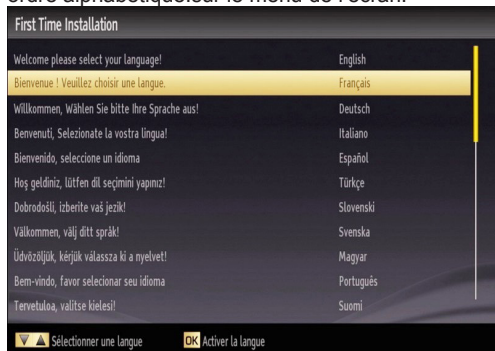 ordre alphabétique.sur le menu de l'écran.
First Time Installation
Welcome please select your language! English
Bienvenue ! Veuillez choisir une langue. Français
Willkommen, Wählen Sie bitte Ihre Sprache aus! Deutsch
Benvenuti, Selezionate la vostra lingua! Italiano
Bienvenido, seleccione un idioma Español
Hoş geldiniz, lütfen dil seçimini yapınız! Türkçe
Dobrodošli, izberite vaš jezik! Slovenski
Välkommen, välj ditt språk! Svenska
Üdvözöljük, kérjük válassza ki a nyelvet! Magyar
Bem-vindo, favor selecionar seu idioma Português
Tervetuloa, valitse kielesi! Suomi
Sélectionner une langue OK Activer la langue